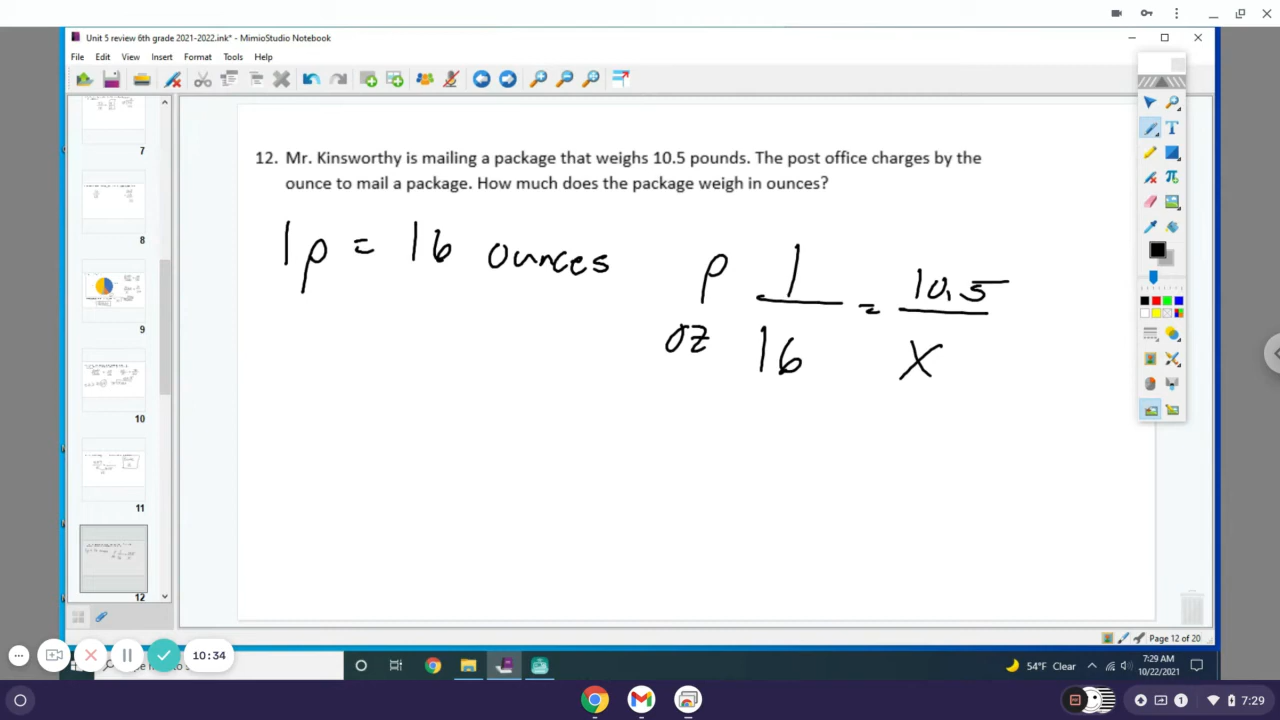 Unit 5 review 6th grade 2021-2022.ink* - MimioStudio Notebook
File Edit View Insert Format Tools Help
7
8
9
10
11
12
12. Mr. Kinsworthy is mailing a package that weighs 10.5 pounds. The post office charges by the
ounce to mail a package. How much does the package weigh in ounces?
1p = 16 ounces
p 1 = 10.5
oz 16 x
Page 12 of 20
10:34
54°F Clear
7:29 AM
10/22/2021
1
7:29